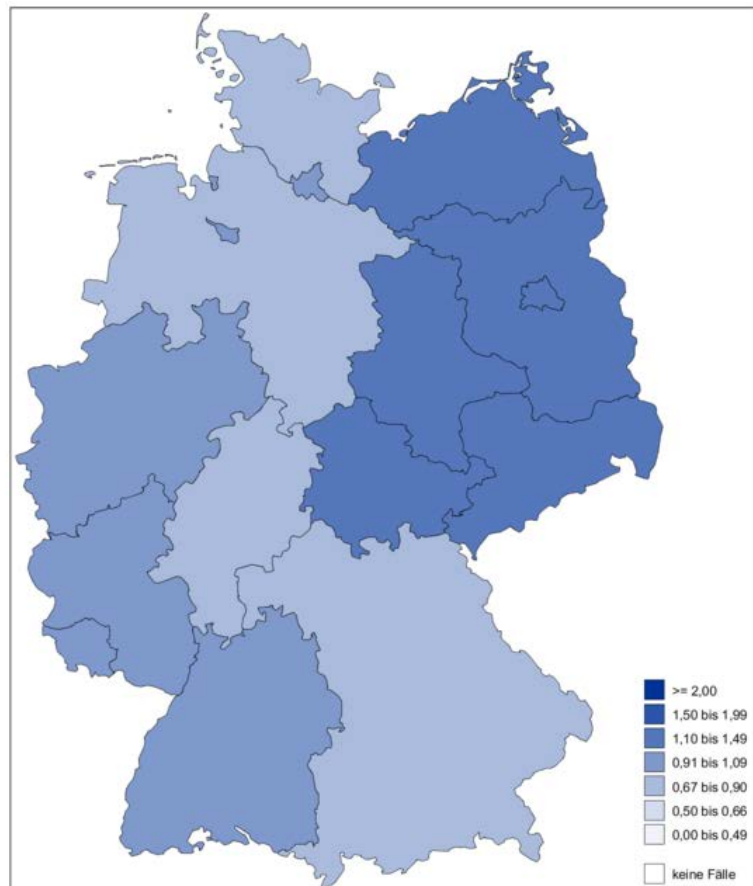 >= 2,00
1,50 bis 1,99
1,10 bis 1,49
0,91 bis 1,09
0,67 bis 0,90
0,50 bis 0,66
0,00 bis 0,49
keine Fälle